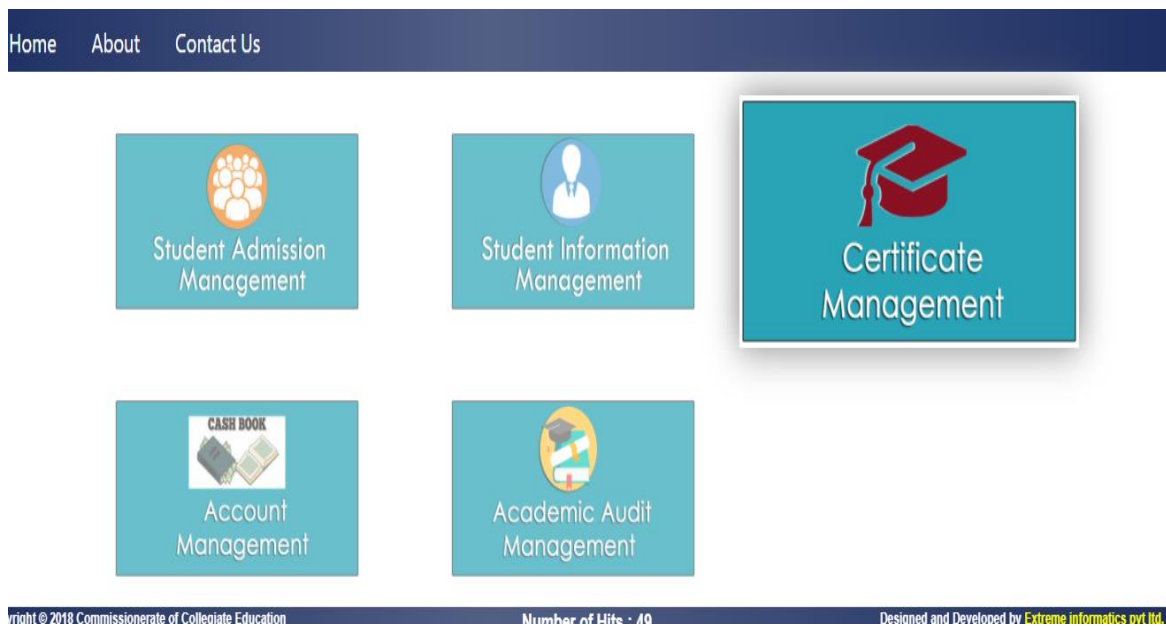 Home About Contact Us
Student Admission
Management
Student Information
Management
Certificate
Management
CASH BOOK
Account
Management
Academic Audit
Management
© 2018 Commissionerate of Collegiate Education
Number of Hits : 49
Designed and Developed by Extreme informatics pvt ltd.